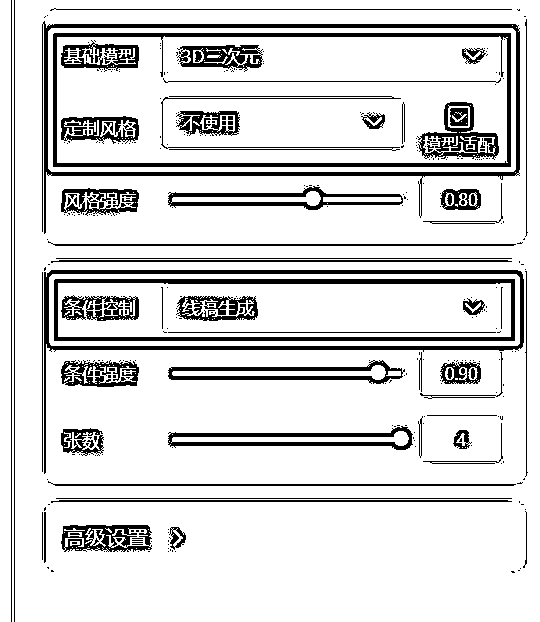 基础模型 3D三次元
定制风格 不使用
模型适配
风格强度 0.80
条件控制 线稿生成
条件强度 0.90
张数 4
高级设置